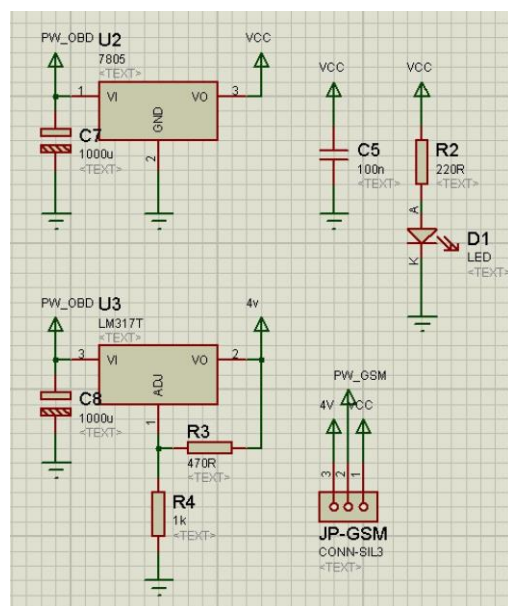 PW_OBD U2
7805
<TEXT>
VCC
1
VI
VO
3
GND
2
C7
1000u
<TEXT>
VCC
C5
100n
<TEXT>
VCC
R2
220R
<TEXT>
A
D1
LED
<TEXT>
K
PW_OBD U3
LM317T
<TEXT>
4v
3
VI
VO
2
ADJ
1
C8
1000u
<TEXT>
R3
470R
<TEXT>
R4
1k
<TEXT>
PW_GSM
4V
VCC
3
2
1
JP-GSM
CONN-SIL3
<TEXT>